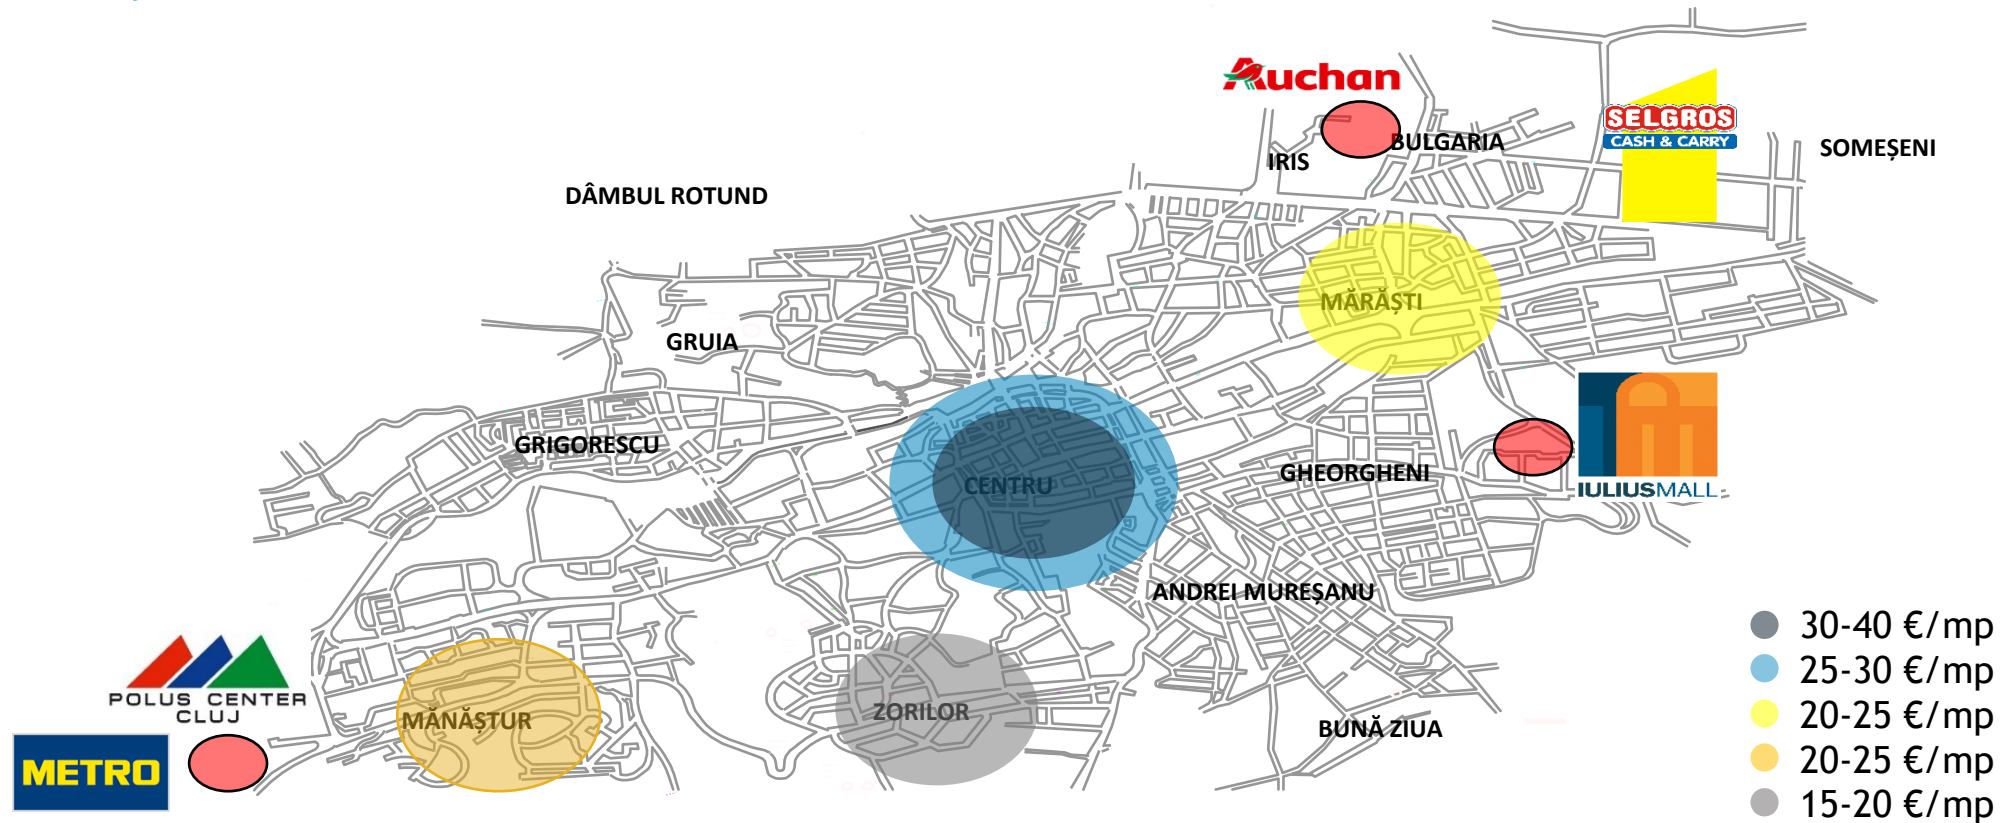 Auchan
SELGROS
CASH & CARRY
BULGARIA
SOMEȘENI
IRIS
DÂMBUL ROTUND
MĂRĂȘTI
GRUIA
GRIGORESCU
GHEORGHENI
CENTRU
IULIUSMALL
ANDREI MUREȘANU
POLUS CENTER
CLUJ
MĂNĂȘTUR
ZORILOR
BUNĂ ZIUA
METRO
30-40 €/mp
25-30 €/mp
20-25 €/mp
20-25 €/mp
15-20 €/mp